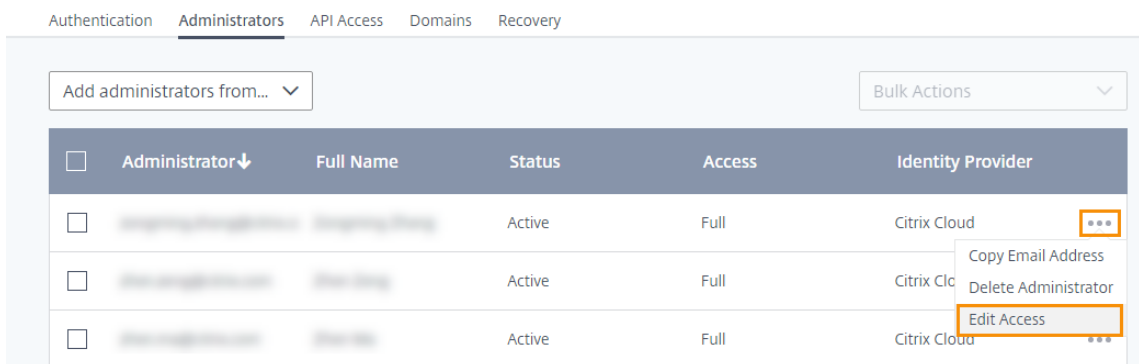 Authentication Administrators API Access Domains Recovery
Add administrators from...
Bulk Actions
Administrator Full Name Status Access Identity Provider
Active Full Citrix Cloud
Copy Email Address
Active Full Citrix Clo
Delete Administrator
Edit Access
Active Full Citrix Cloud